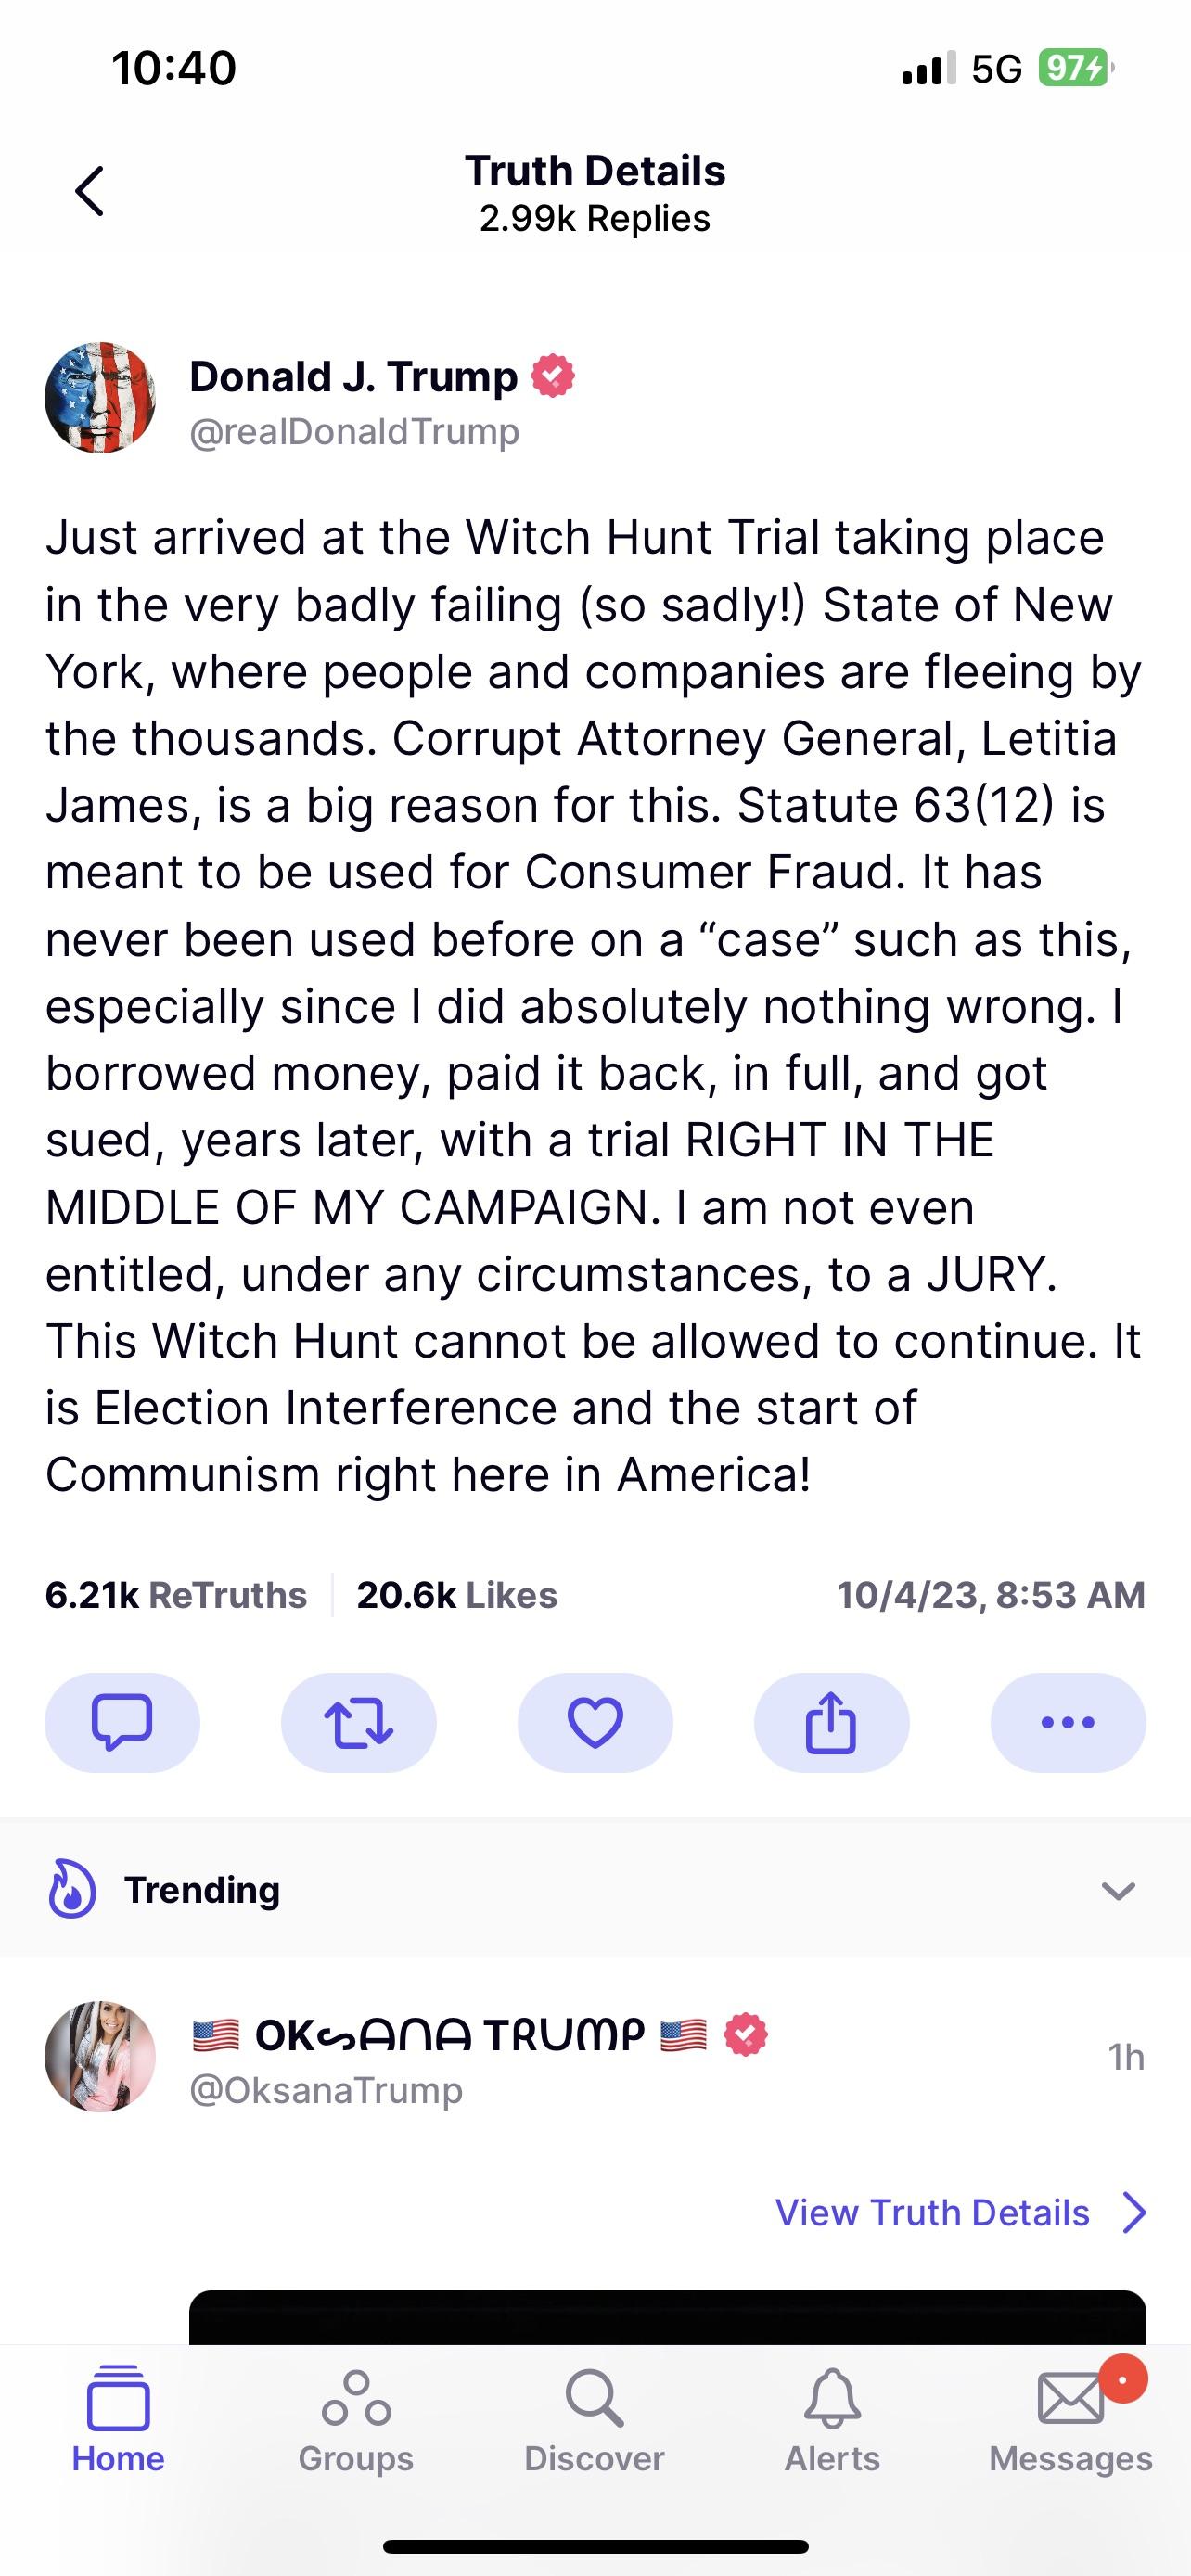 10:40
5G 97
Truth Details
2.99k Replies
Donald J. Trump
@realDonaldTrump
Just arrived at the Witch Hunt Trial taking place
in the very badly failing (so sadly!) State of New
York, where people and companies are fleeing by
the thousands. Corrupt Attorney General, Letitia
James, is a big reason for this. Statute 63(12) is
meant to be used for Consumer Fraud. It has
never been used before on a “case” such as this,
especially since I did absolutely nothing wrong. I
borrowed money, paid it back, in full, and got
sued, years later, with a trial RIGHT IN THE
MIDDLE OF MY CAMPAIGN. I am not even
entitled, under any circumstances, to a JURY.
This Witch Hunt cannot be allowed to continue. It
is Election Interference and the start of
Communism right here in America!
6.21k ReTruths 20.6k Likes 10/4/23, 8:53 AM
Trending
🇺🇸 OKᔕᗩᑎᗩ Tᖇᑌᗰᑭ 🇺🇸
1h
@OksanaTrump
View Truth Details
Home Groups Discover Alerts Messages